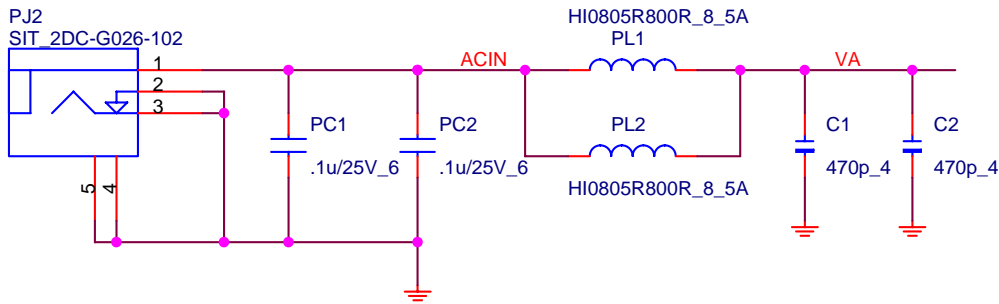 PJ2
SIT_2DC-G026-102
1
2
3
5
4
PC1
.1u/25V_6
PC2
.1u/25V_6
ACIN
HI0805R800R_8_5A
PL1
PL2
HI0805R800R_8_5A
VA
C1
470p_4
C2
470p_4